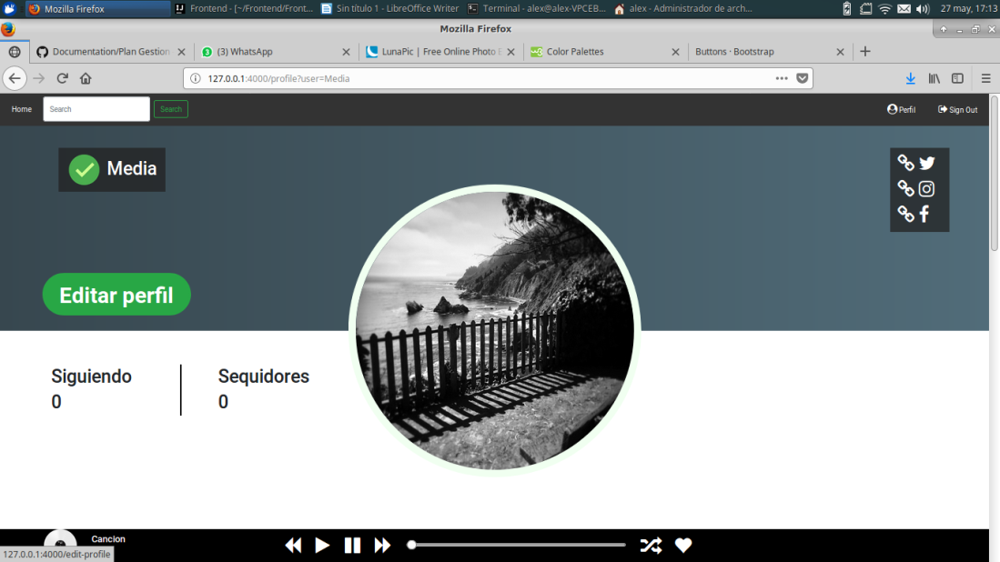 Mozilla Firefox
Frontend - [~/Frontend/Front...
Sin título 1 - LibreOffice Writer
Terminal - alex@alex-VPCEB...
alex - Administrador de arch...
27 may, 17:13
Mozilla Firefox
Documentation/Plan Gestion
(3) WhatsApp
LunaPic | Free Online Photo E
Color Palettes
Buttons · Bootstrap
127.0.0.1:4000/profile?user=Media
Home
Search
Search
Perfil
Sign Out
Media
Editar perfil
Siguiendo
Sequidores
0
0
Cancion
127.0.0.1:4000/edit-profile